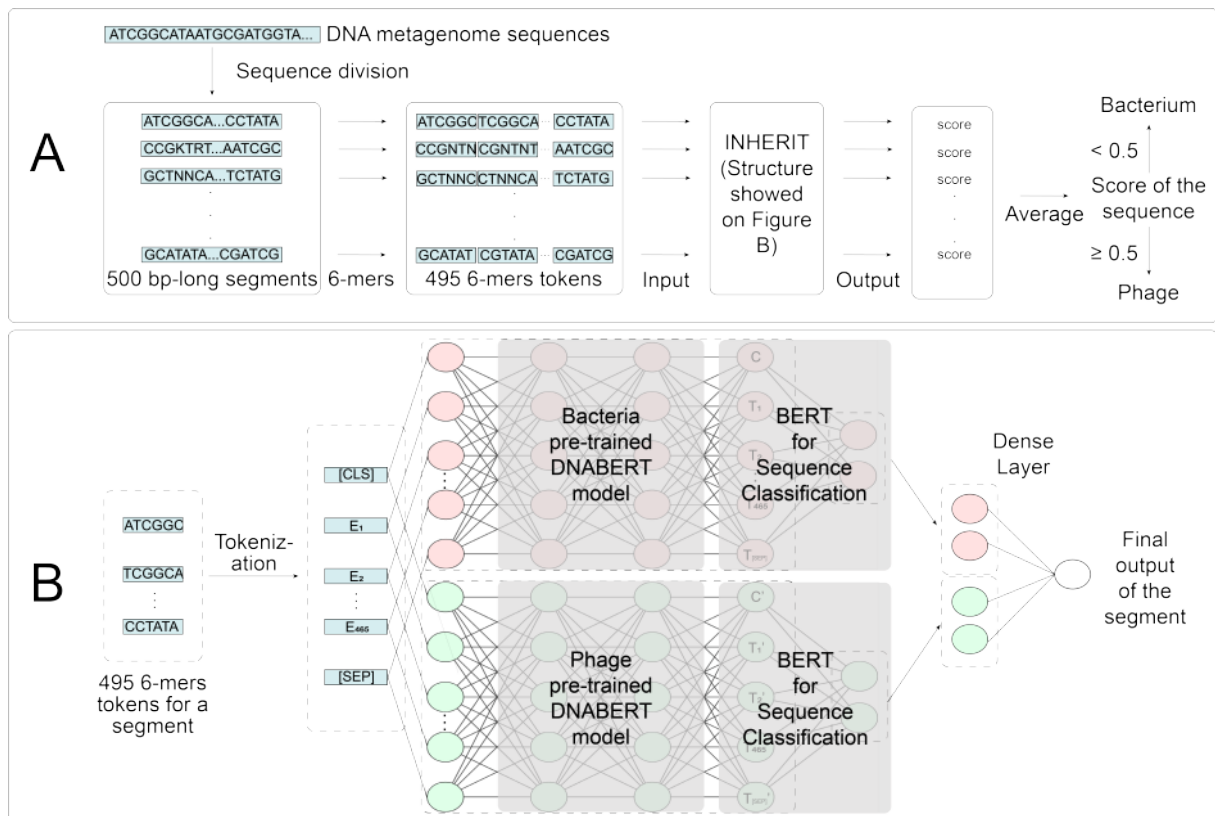 ATCGGCATAATGCGATGGTA... DNA metagenome sequences
Sequence division
A
ATCGGCA...CCTATA
CCGKTRT...AATCGC
GCTNNCA...TCTATG
.
.
.
GCATATA...CGATCG
500 bp-long segments
6-mers
ATCGGC TCGGCA ... CCTATA
CCGNTN CGNTNT ... AATCGC
GCTNNC CTNNCA ... TCTATG
.
.
.
GCATAT CGTATA ... CGATCG
495 6-mers tokens
Input
INHERIT
(Structure
showed
on Figure
B)
Output
score
score
score
.
.
.
score
Average
Bacterium
< 0.5
Score of the
sequence
≥ 0.5
Phage
B
ATCGGC
TCGGCA
⋮
CCTATA
495 6-mers
tokens for a
segment
Tokeniz-
ation
[CLS]
E₁
E₂
⋮
E₄₆₅
[SEP]
Bacteria
pre-trained
DNABERT
model
C
T₁
T₂
T₄₆₅
T[SEP]
BERT
for
Sequence
Classification
Phage
pre-trained
DNABERT
model
C'
T₁'
T₂'
T₄₆₅
T[SEP]'
BERT
for
Sequence
Classification
Dense
Layer
Final
output
of the
segment